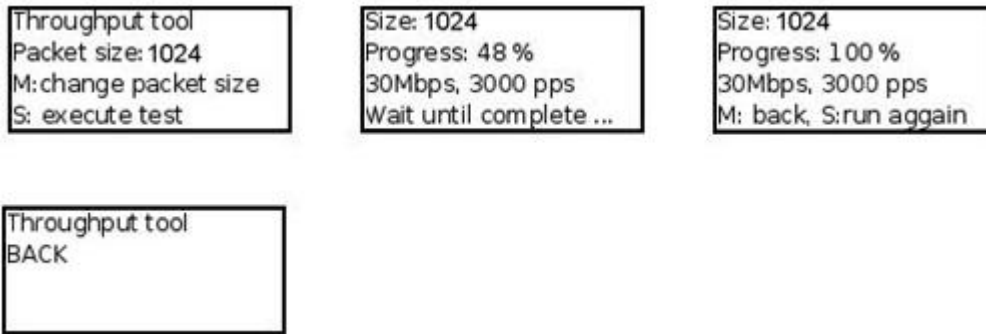 Throughput tool
Packet size: 1024
M:change packet size
S: execute test
Size: 1024
Progress: 48 %
30Mbps, 3000 pps
Wait until complete ...
Size: 1024
Progress: 100 %
30Mbps, 3000 pps
M: back, S:run aggain
Throughput tool
BACK